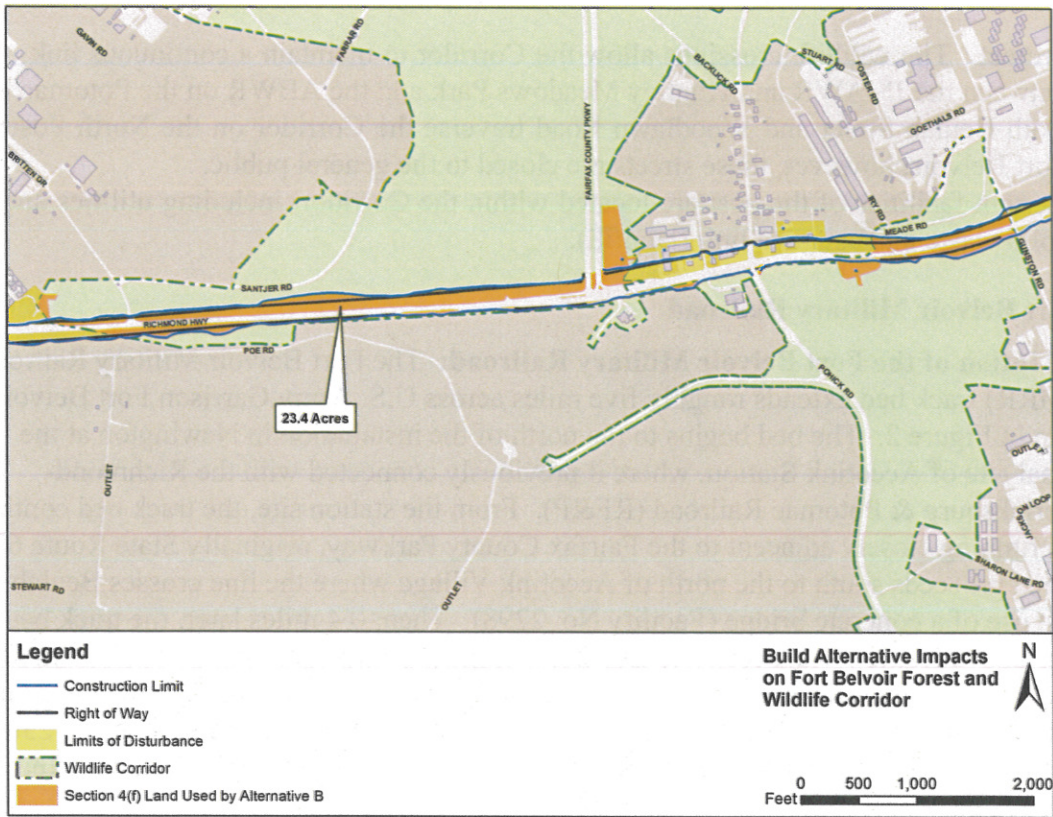 GAVIN RD
FARRAR RD
FAIRFAX COUNTY PKWY
BACKLICK RD
STUART RD
FOSTER RD
GOETHALS RD
BRITTEN DR
MEADE RD
GUNSTON RD
SANTJER RD
RICHMOND HWY
POE RD
23.4 Acres
POHICK RD
OUTLET
OUTLET
JACKSON LOOP
SHARON LANE RD
STEWART RD
Legend
Construction Limit
Right of Way
Limits of Disturbance
Wildlife Corridor
Section 4(f) Land Used by Alternative B
Build Alternative Impacts
on Fort Belvoir Forest and
Wildlife Corridor
N
0 500 1,000 2,000
Feet